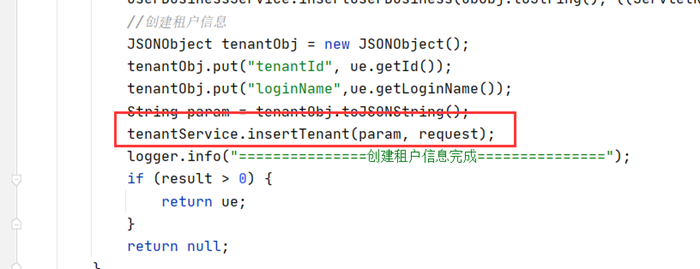 userBusinessService.insertUserBusiness(ubObj.toString(), ((ServletR
//创建租户信息
JSONObject tenantObj = new JSONObject();
tenantObj.put("tenantId", ue.getId());
tenantObj.put("loginName",ue.getLoginName());
String param = tenantObj.toJSONString();
tenantService.insertTenant(param, request);
logger.info("===============创建租户信息完成===============");
if (result > 0) {
return ue;
}
return null;
}